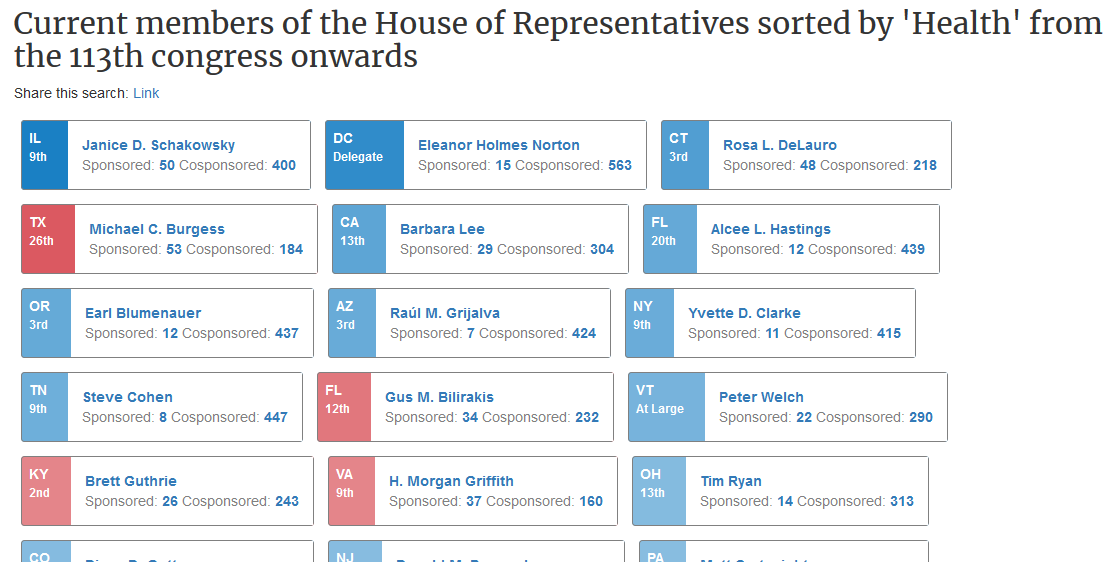 Current members of the House of Representatives sorted by 'Health' from
the 113th congress onwards
Share this search: Link
IL
9th
Janice D. Schakowsky
Sponsored: 50 Cosponsored: 400
DC
Delegate
Eleanor Holmes Norton
Sponsored: 15 Cosponsored: 563
CT
3rd
Rosa L. DeLauro
Sponsored: 48 Cosponsored: 218
TX
26th
Michael C. Burgess
Sponsored: 53 Cosponsored: 184
CA
13th
Barbara Lee
Sponsored: 29 Cosponsored: 304
FL
20th
Alcee L. Hastings
Sponsored: 12 Cosponsored: 439
OR
3rd
Earl Blumenauer
Sponsored: 12 Cosponsored: 437
AZ
3rd
Raúl M. Grijalva
Sponsored: 7 Cosponsored: 424
NY
9th
Yvette D. Clarke
Sponsored: 11 Cosponsored: 415
TN
9th
Steve Cohen
Sponsored: 8 Cosponsored: 447
FL
12th
Gus M. Bilirakis
Sponsored: 34 Cosponsored: 232
VT
At Large
Peter Welch
Sponsored: 22 Cosponsored: 290
KY
2nd
Brett Guthrie
Sponsored: 26 Cosponsored: 243
VA
9th
H. Morgan Griffith
Sponsored: 37 Cosponsored: 160
OH
13th
Tim Ryan
Sponsored: 14 Cosponsored: 313
CO
NJ
PA